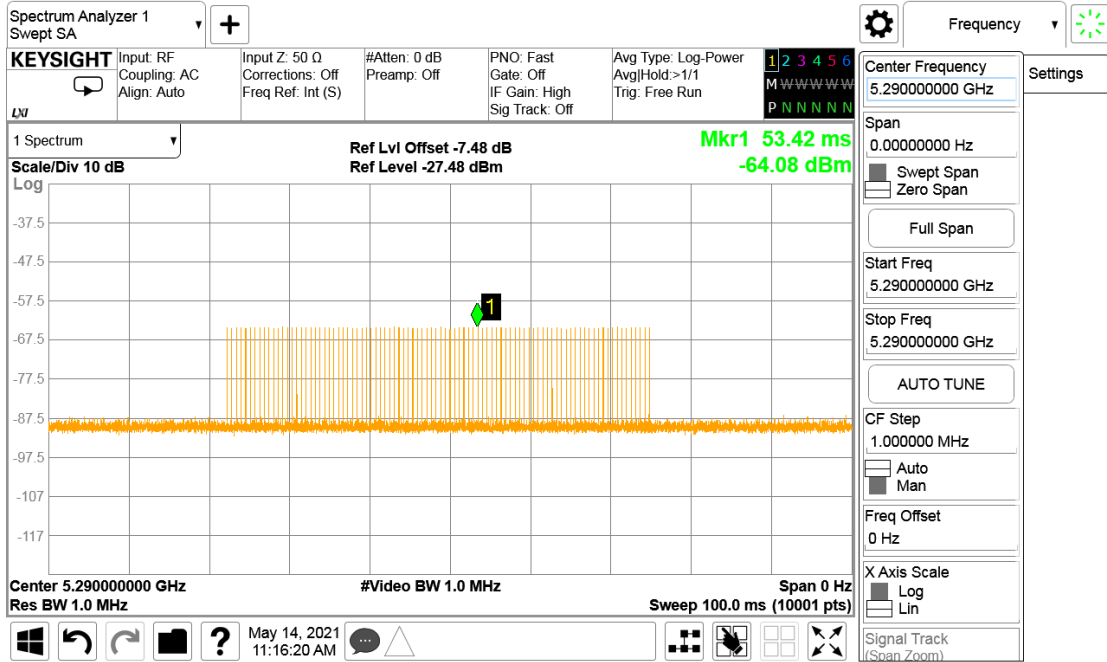 Spectrum Analyzer 1
Swept SA
Frequency
KEYSIGHT
LXI
Input: RF
Coupling: AC
Align: Auto
Input Z: 50 Ω
Corrections: Off
Freq Ref: Int (S)
#Atten: 0 dB
Preamp: Off
PNO: Fast
Gate: Off
IF Gain: High
Sig Track: Off
Avg Type: Log-Power
Avg|Hold:>1/1
Trig: Free Run
1 2 3 4 5 6
M W W W W W W
P N N N N N N
1 Spectrum
Scale/Div 10 dB
Log
Ref Lvl Offset -7.48 dB
Ref Level -27.48 dBm
Mkr1 53.42 ms
-64.08 dBm
-37.5
-47.5
-57.5
-67.5
-77.5
-87.5
-97.5
-107
-117
1
Center 5.290000000 GHz
Res BW 1.0 MHz
#Video BW 1.0 MHz
Span 0 Hz
Sweep 100.0 ms (10001 pts)
?
May 14, 2021
11:16:20 AM
Center Frequency
5.290000000 GHz
Span
0.00000000 Hz
Swept Span
Zero Span
Full Span
Start Freq
5.290000000 GHz
Stop Freq
5.290000000 GHz
AUTO TUNE
CF Step
1.000000 MHz
Auto
Man
Freq Offset
0 Hz
X Axis Scale
Log
Lin
Signal Track
(Span Zoom)
Settings